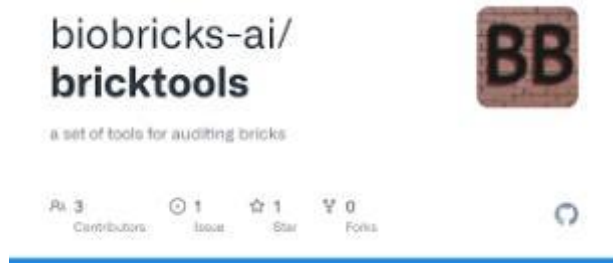 biobricks-ai/
bricktools
BB
a set of tools for auditing bricks
3
Contributors
1
Issue
1
Star
0
Forks